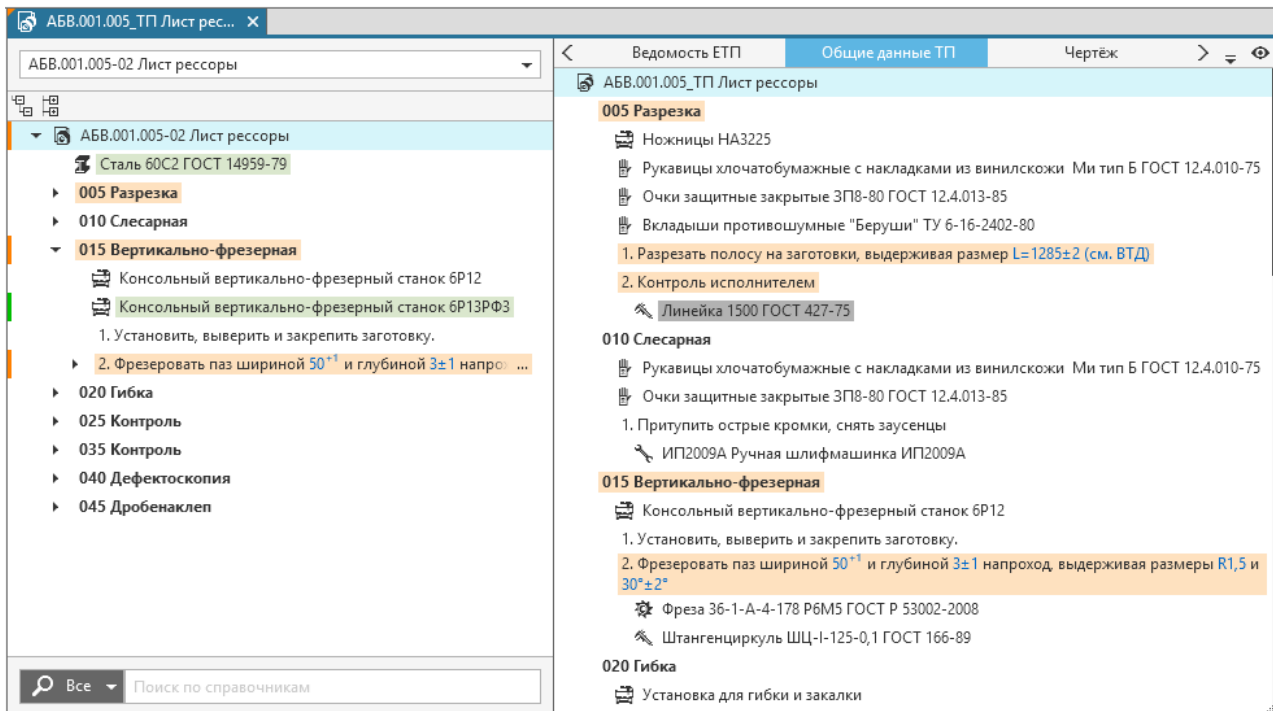 АБВ.001.005_ТП Лист рес...
АБВ.001.005-02 Лист рессоры
АБВ.001.005-02 Лист рессоры
Сталь 60С2 ГОСТ 14959-79
005 Разрезка
010 Слесарная
015 Вертикально-фрезерная
Консольный вертикально-фрезерный станок 6Р12
Консольный вертикально-фрезерный станок 6Р13РФ3
1. Установить, выверить и закрепить заготовку.
2. Фрезеровать паз шириной 50⁺¹ и глубиной 3±1 напро ...
020 Гибка
025 Контроль
035 Контроль
040 Дефектоскопия
045 Дробенаклеп
Все
Поиск по справочникам
Ведомость ЕТП
Общие данные ТП
Чертёж
АБВ.001.005_ТП Лист рессоры
005 Разрезка
Ножницы НА3225
Рукавицы хлочатобумажные с накладками из винилскожи Ми тип Б ГОСТ 12.4.010-75
Очки защитные закрытые ЗП8-80 ГОСТ 12.4.013-85
Вкладыши противошумные "Беруши" ТУ 6-16-2402-80
1. Разрезать полосу на заготовки, выдерживая размер L=1285±2 (см. ВТД)
2. Контроль исполнителем
Линейка 1500 ГОСТ 427-75
010 Слесарная
Рукавицы хлочатобумажные с накладками из винилскожи Ми тип Б ГОСТ 12.4.010-75
Очки защитные закрытые ЗП8-80 ГОСТ 12.4.013-85
1. Притупить острые кромки, снять заусенцы
ИП2009А Ручная шлифмашинка ИП2009А
015 Вертикально-фрезерная
Консольный вертикально-фрезерный станок 6Р12
1. Установить, выверить и закрепить заготовку.
2. Фрезеровать паз шириной 50⁺¹ и глубиной 3±1 напроход, выдерживая размеры R1,5 и
30°±2°
Фреза 36-1-А-4-178 Р6М5 ГОСТ Р 53002-2008
Штангенциркуль ШЦ-I-125-0,1 ГОСТ 166-89
020 Гибка
Установка для гибки и закалки